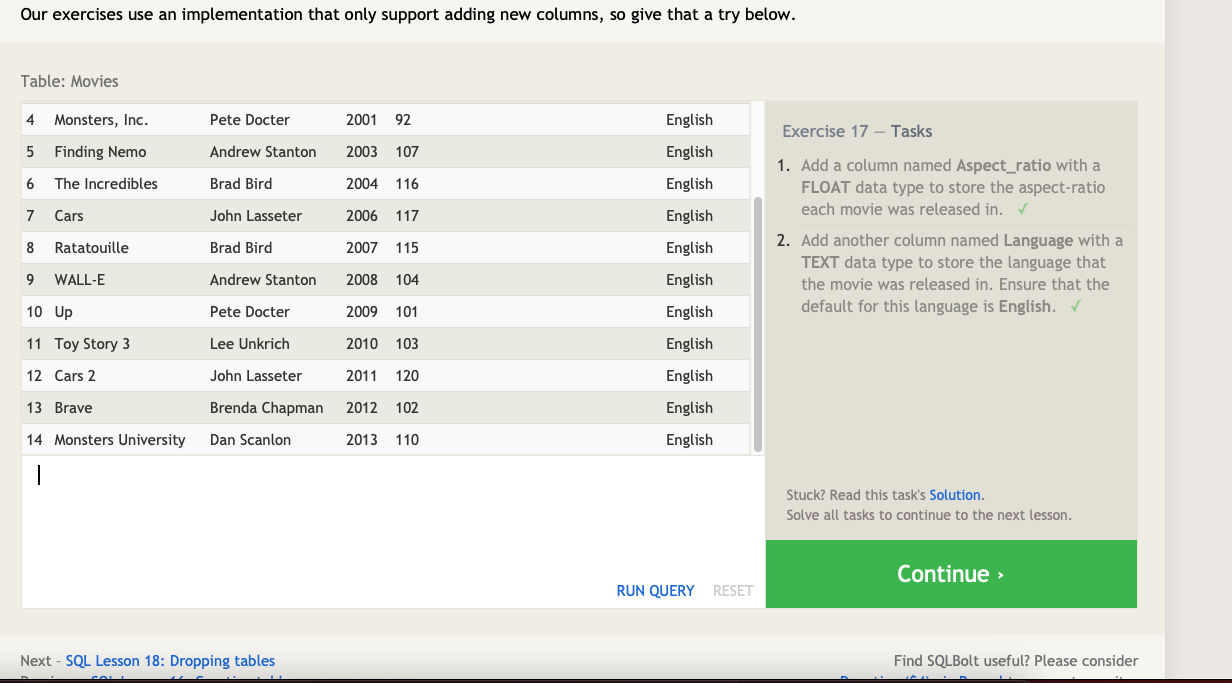 Our exercises use an implementation that only support adding new columns, so give that a try below.
Table: Movies
4 Monsters, Inc. Pete Docter 2001 92 English
5 Finding Nemo Andrew Stanton 2003 107 English
6 The Incredibles Brad Bird 2004 116 English
7 Cars John Lasseter 2006 117 English
8 Ratatouille Brad Bird 2007 115 English
9 WALL-E Andrew Stanton 2008 104 English
10 Up Pete Docter 2009 101 English
11 Toy Story 3 Lee Unkrich 2010 103 English
12 Cars 2 John Lasseter 2011 120 English
13 Brave Brenda Chapman 2012 102 English
14 Monsters University Dan Scanlon 2013 110 English
RUN QUERY RESET
Exercise 17 — Tasks
1. Add a column named Aspect_ratio with a
FLOAT data type to store the aspect-ratio
each movie was released in. ✓
2. Add another column named Language with a
TEXT data type to store the language that
the movie was released in. Ensure that the
default for this language is English. ✓
Stuck? Read this task's Solution.
Solve all tasks to continue to the next lesson.
Continue ›
Next – SQL Lesson 18: Dropping tables
Find SQLBolt useful? Please consider